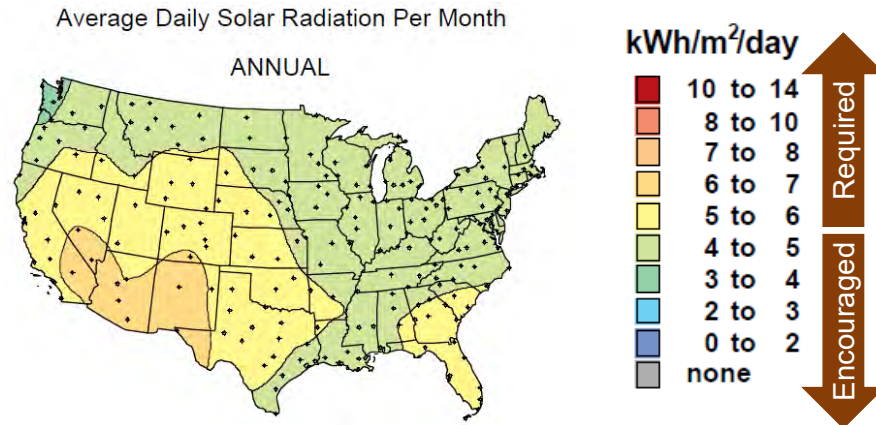 Average Daily Solar Radiation Per Month
ANNUAL
kWh/m²/day
10 to 14
8 to 10
7 to 8
6 to 7
5 to 6
4 to 5
3 to 4
2 to 3
0 to 2
none
Required
Encouraged